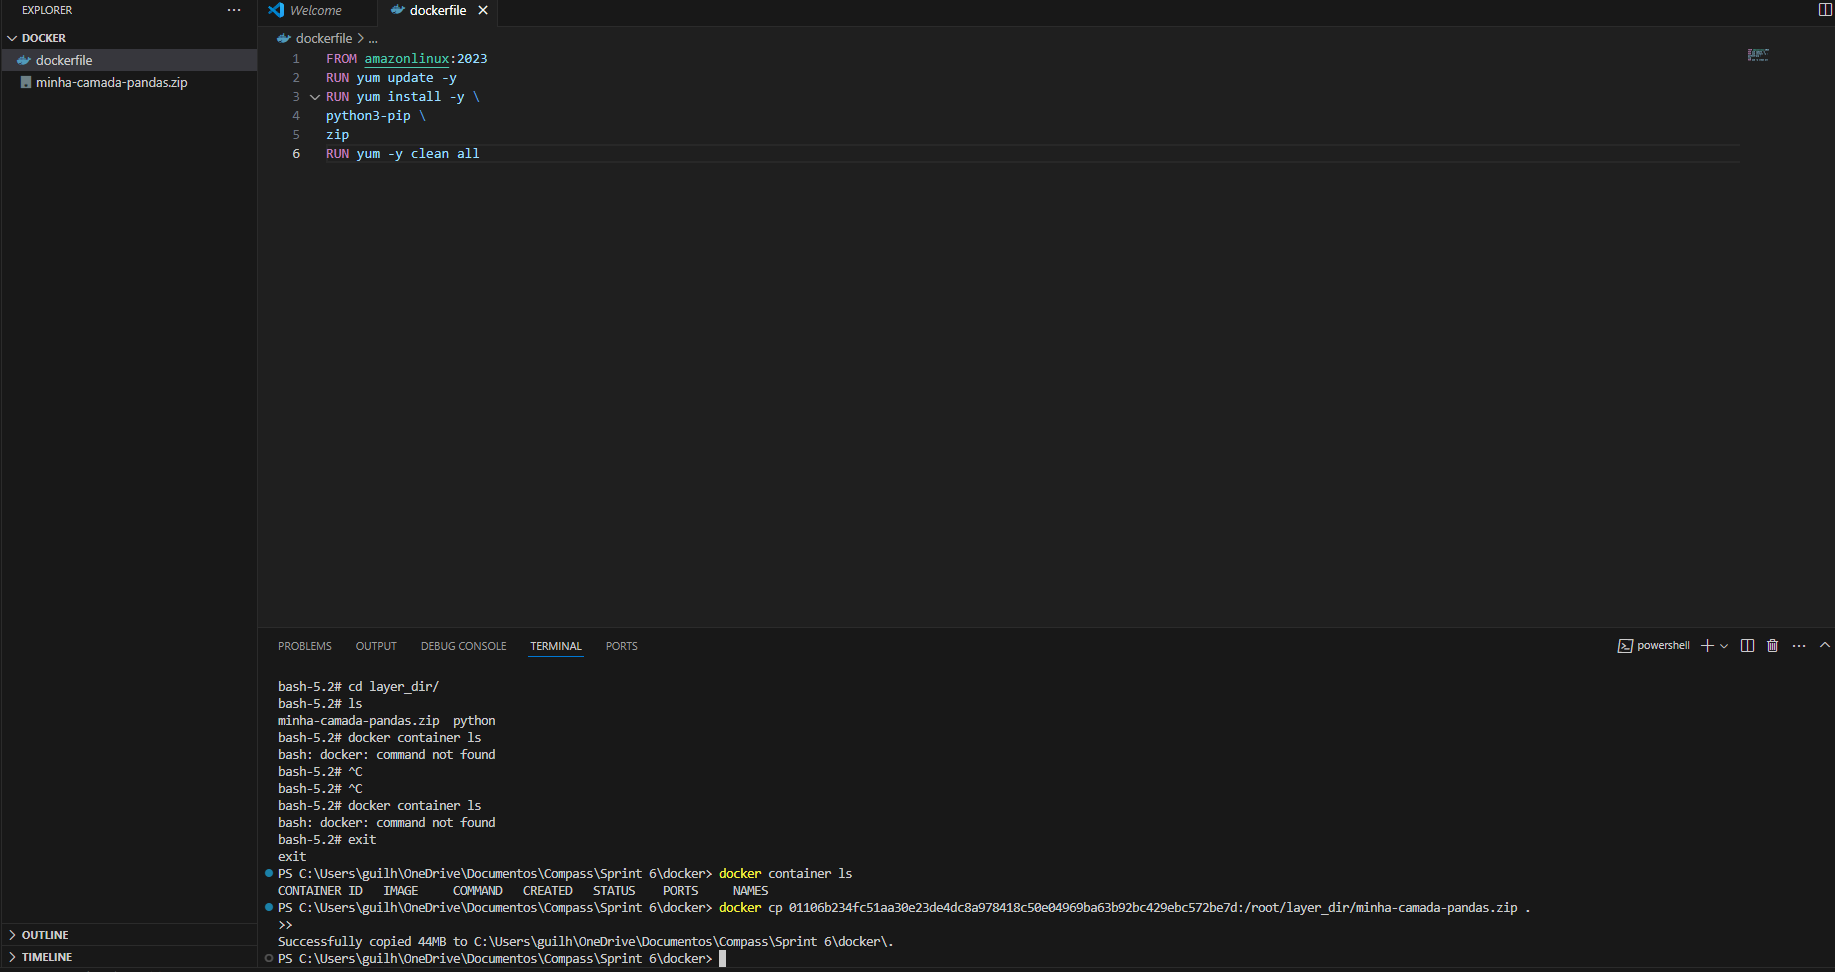 EXPLORER
DOCKER
dockerfile
minha-camada-pandas.zip
OUTLINE
TIMELINE
Welcome
dockerfile
dockerfile > ...
1 FROM amazonlinux:2023
2 RUN yum update -y
3 RUN yum install -y \
4 python3-pip \
5 zip
6 RUN yum -y clean all
PROBLEMS OUTPUT DEBUG CONSOLE TERMINAL PORTS
powershell
bash-5.2# cd layer_dir/
bash-5.2# ls
minha-camada-pandas.zip  python
bash-5.2# docker container ls
bash: docker: command not found
bash-5.2# ^C
bash-5.2# ^C
bash-5.2# docker container ls
bash: docker: command not found
bash-5.2# exit
exit
PS C:\Users\guilh\OneDrive\Documentos\Compass\Sprint 6\docker> docker container ls
CONTAINER ID   IMAGE     COMMAND   CREATED   STATUS    PORTS     NAMES
PS C:\Users\guilh\OneDrive\Documentos\Compass\Sprint 6\docker> docker cp 01106b234fc51aa30e23de4dc8a978418c50e04969ba63b92bc429ebc572be7d:/root/layer_dir/minha-camada-pandas.zip .
>>
Successfully copied 44MB to C:\Users\guilh\OneDrive\Documentos\Compass\Sprint 6\docker\.
PS C:\Users\guilh\OneDrive\Documentos\Compass\Sprint 6\docker>